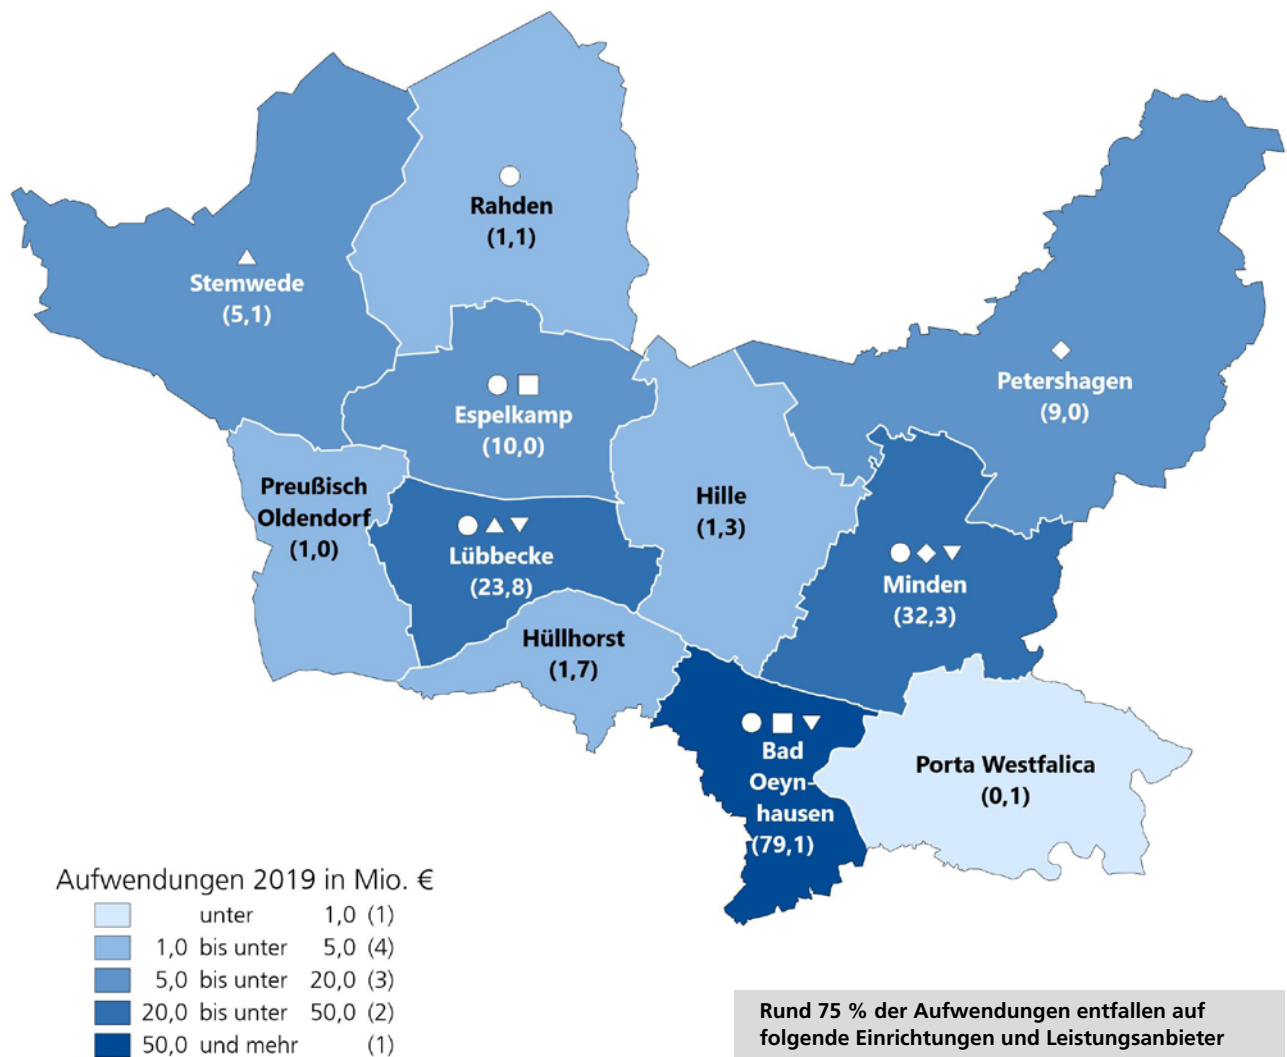 Rahden
(1,1)
Stemwede
(5,1)
Petershagen
(9,0)
Espelkamp
(10,0)
Preußisch
Oldendorf
(1,0)
Hille
(1,3)
Lübbecke
(23,8)
Minden
(32,3)
Hüllhorst
(1,7)
Bad
Oeyn-
hausen
(79,1)
Porta Westfalica
(0,1)
Aufwendungen 2019 in Mio. €
unter 1,0 (1)
1,0 bis unter 5,0 (4)
5,0 bis unter 20,0 (3)
20,0 bis unter 50,0 (2)
50,0 und mehr (1)
Rund 75 % der Aufwendungen entfallen auf
folgende Einrichtungen und Leistungsanbieter